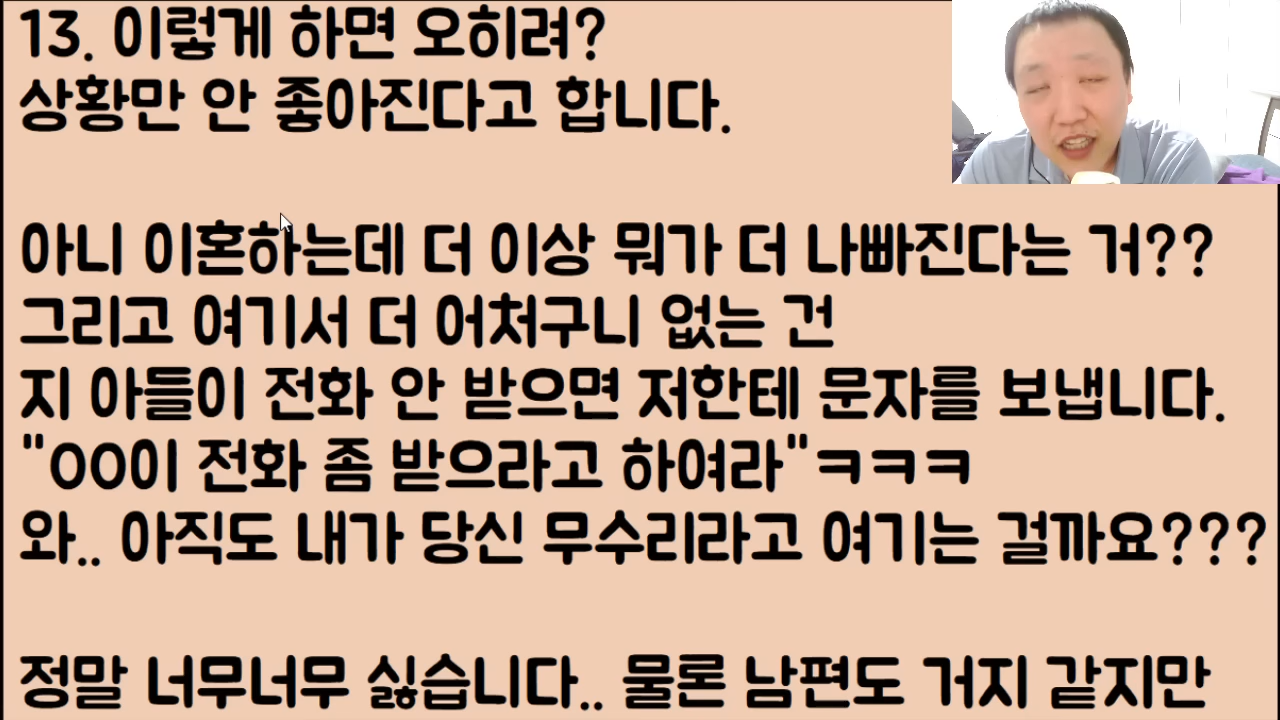 13. 이렇게 하면 오히려?
상황만 안 좋아진다고 합니다.
아니 이혼하는데 더 이상 뭐가 더 나빠진다는 거??
그리고 여기서 더 어처구니 없는 건
지 아들이 전화 안 받으면 저한테 문자를 보냅니다.
"OO이 전화 좀 받으라고 하여라"ㅋㅋㅋ
와.. 아직도 내가 당신 무수리라고 여기는 걸까요???
정말 너무너무 싫습니다.. 물론 남편도 거지 같지만